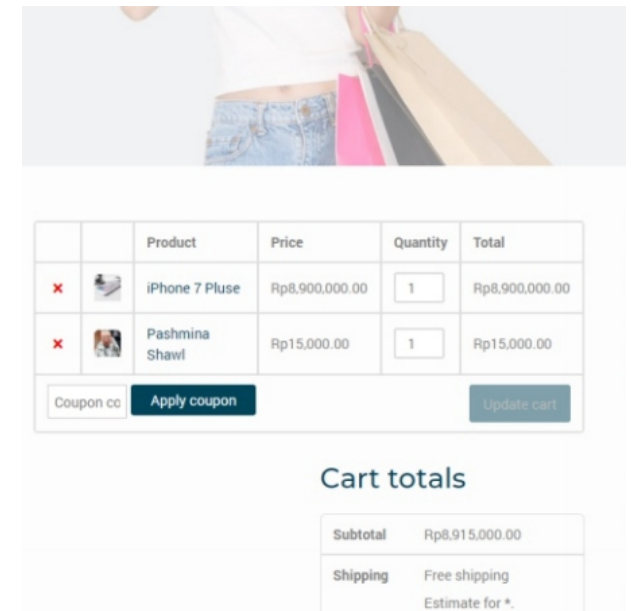 Product Price Quantity Total
iPhone 7 Pluse Rp8,900,000.00 1 Rp8,900,000.00
Pashmina
Shawl Rp15,000.00 1 Rp15,000.00
Coupon cc Apply coupon Update cart
Cart totals
Subtotal Rp8,915,000.00
Shipping Free shipping
Estimate for *.